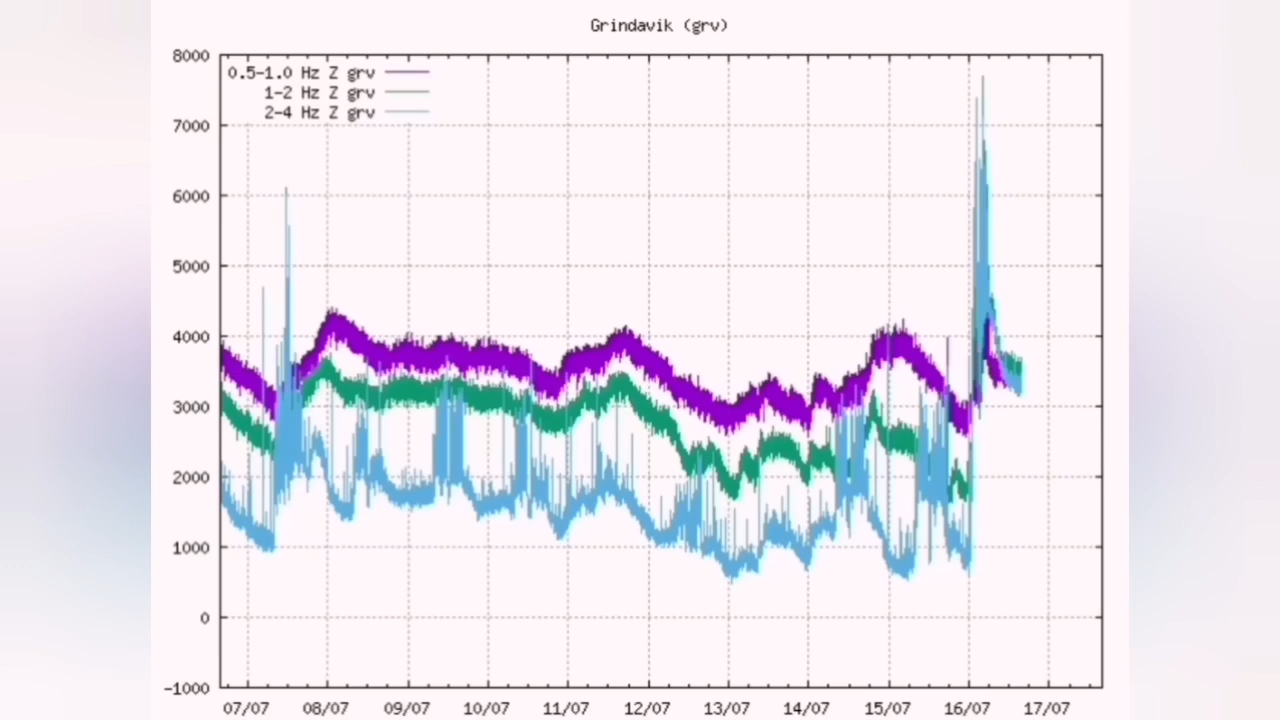 Grindavik (grv)
8000
0.5-1.0 Hz Z grv
1-2 Hz Z grv
2-4 Hz Z grv
7000
6000
5000
4000
3000
2000
1000
0
-1000
07/07 08/07 09/07 10/07 11/07 12/07 13/07 14/07 15/07 16/07 17/07